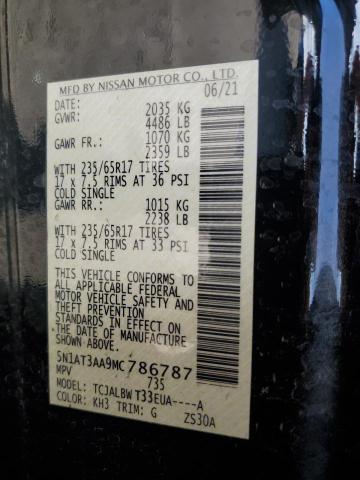 MFD BY NISSAN MOTOR CO., LTD.
DATE: 06/21
GVWR: 2035 KG
4486 LB
GAWR FR: 1070 KG
2359 LB
WITH 235/65R17 TIRES
17 x 7.5 RIMS AT 36 PSI
COLD SINGLE
GAWR RR: 1015 KG
2238 LB
WITH 235/65R17 TIRES
17 x 7.5 RIMS AT 33 PSI
COLD SINGLE
THIS VEHICLE CONFORMS TO
ALL APPLICABLE FEDERAL
MOTOR VEHICLE SAFETY AND
THEFT PREVENTION
STANDARDS IN EFFECT ON
THE DATE OF MANUFACTURE
SHOWN ABOVE.
5N1AT3AA9MC786787
MPV 735
MODEL: TCJALBWT33EUA----A
COLOR: KH3 TRIM: G ZS30A